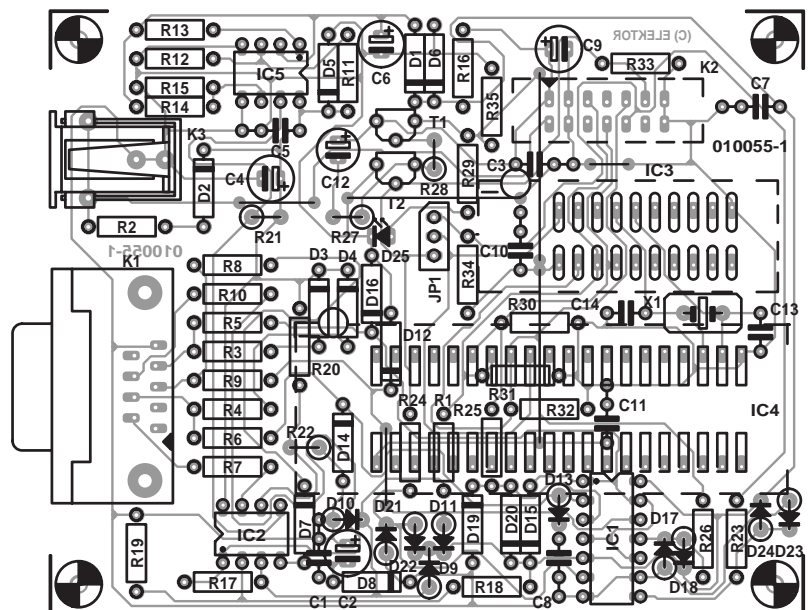 R13
(C) ELEKTOR
C9
R12
IC5
D5
R11
C6
D1
D6
R16
R33
K2
C7
R15
R14
R35
K3
C5
T1
010055-1
D2
C4
C12
R28
R29
C3
IC3
R2
R21
R27
T2
D25
010055-1
K1
R8
D3
D4
D16
JP1
R34
C10
R10
R30
C14
X1
C13
R5
D12
R3
R20
R9
R24
R1
R25
R31
R32
C11
IC4
R4
R6
R22
D14
R7
D13
D10
D21
D11
D17
IC2
D7
D19
D20
D15
IC1
R26
R23
R19
D22
D9
D18
D24
D23
R17
C1
C2
D8
R18
C8